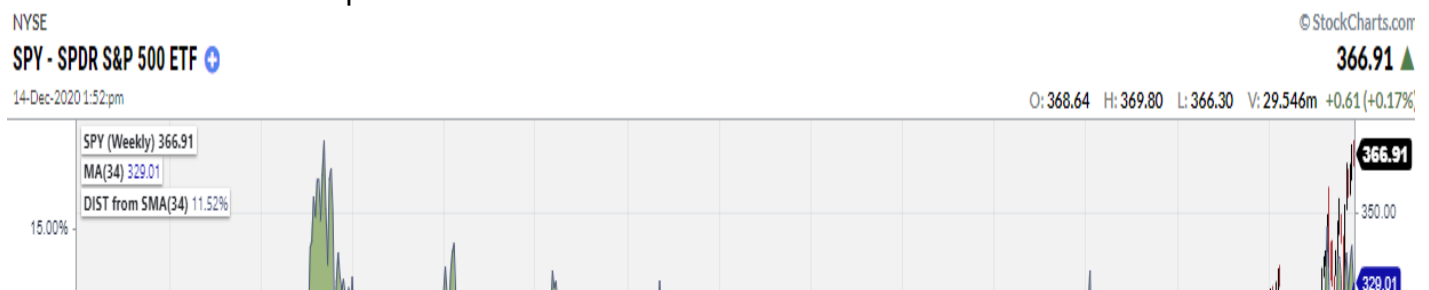 NYSE
© StockCharts.com
SPY - SPDR S&P 500 ETF
366.91
14-Dec-2020 1:52:pm
O: 368.64 H: 369.80 L: 366.30 V: 29.546m +0.61 (+0.17%)
SPY (Weekly) 366.91
366.91
MA(34) 329.01
DIST from SMA(34) 11.52%
350.00
15.00%
329.01